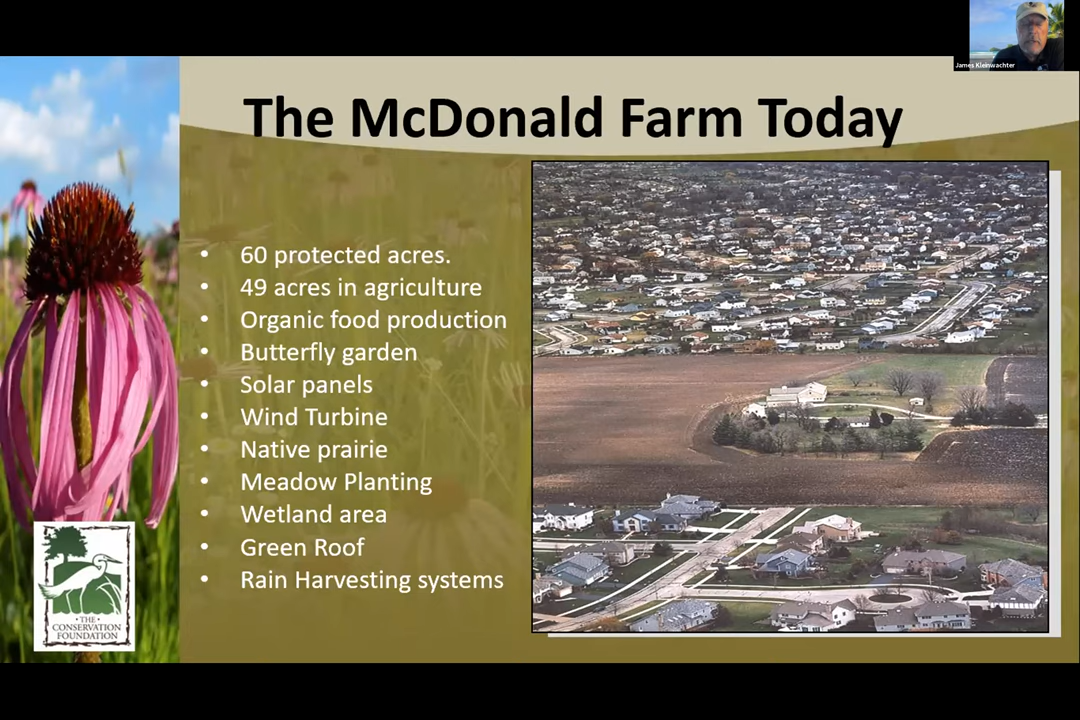 James Kleinwachter
The McDonald Farm Today
• 60 protected acres.
• 49 acres in agriculture
• Organic food production
• Butterfly garden
• Solar panels
• Wind Turbine
• Native prairie
• Meadow Planting
• Wetland area
• Green Roof
• Rain Harvesting systems
• THE •
CONSERVATION
FOUNDATION